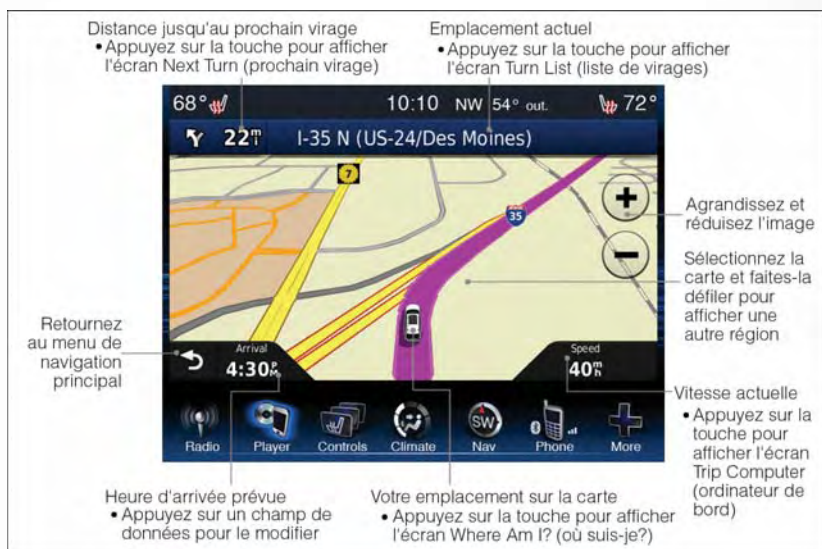 Distance jusqu'au prochain virage
• Appuyez sur la touche pour afficher
l'écran Next Turn (prochain virage)
Emplacement actuel
• Appuyez sur la touche pour afficher
l'écran Turn List (liste de virages)
68°
10:10 NW 54° out.
72°
22 mi
I-35 N (US-24/Des Moines)
7
35
+
−
Agrandissez et
réduisez l'image
Sélectionnez la
carte et faites-la
défiler pour
afficher une
autre région
Retournez
au menu de
navigation
principal
Arrival
4:30 PM
Speed
40 mh
Vitesse actuelle
• Appuyez sur la
touche pour
afficher l'écran
Trip Computer
(ordinateur de
bord)
Radio
Player
Controls
Climate
SW
Nav
Phone
More
Heure d'arrivée prévue
• Appuyez sur un champ de
données pour le modifier
Votre emplacement sur la carte
• Appuyez sur la touche pour afficher
l'écran Where Am I? (où suis-je?)